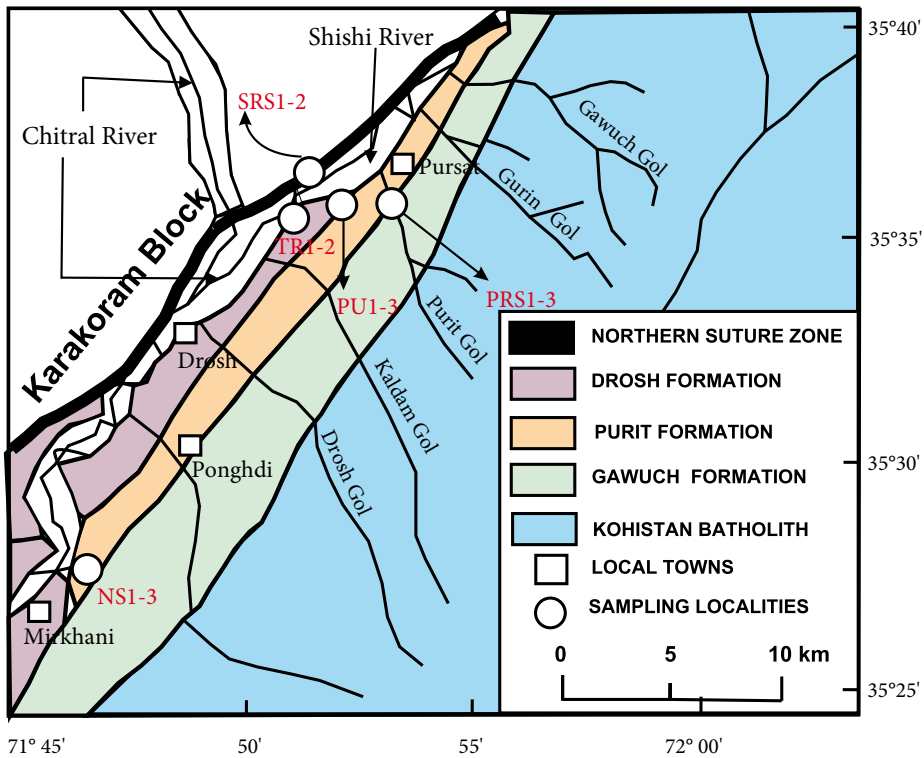 35°40'
Shishi River
SRS1-2
Chitral River
Gawuch Gol
Pursat
Gurin Gol
Karakoram Block
TR1-2
35°35'
PU1-3
PRS1-3
Purit Gol
Drosh
Kaldam Gol
Drosh Gol
Ponghdi
NS1-3
Mirkhani
NORTHERN SUTURE ZONE
DROSH FORMATION
PURIT FORMATION
35°30'
GAWUCH FORMATION
KOHISTAN BATHOLITH
LOCAL TOWNS
SAMPLING LOCALITIES
0 5 10 km
35°25'
71° 45' 50' 55' 72° 00'